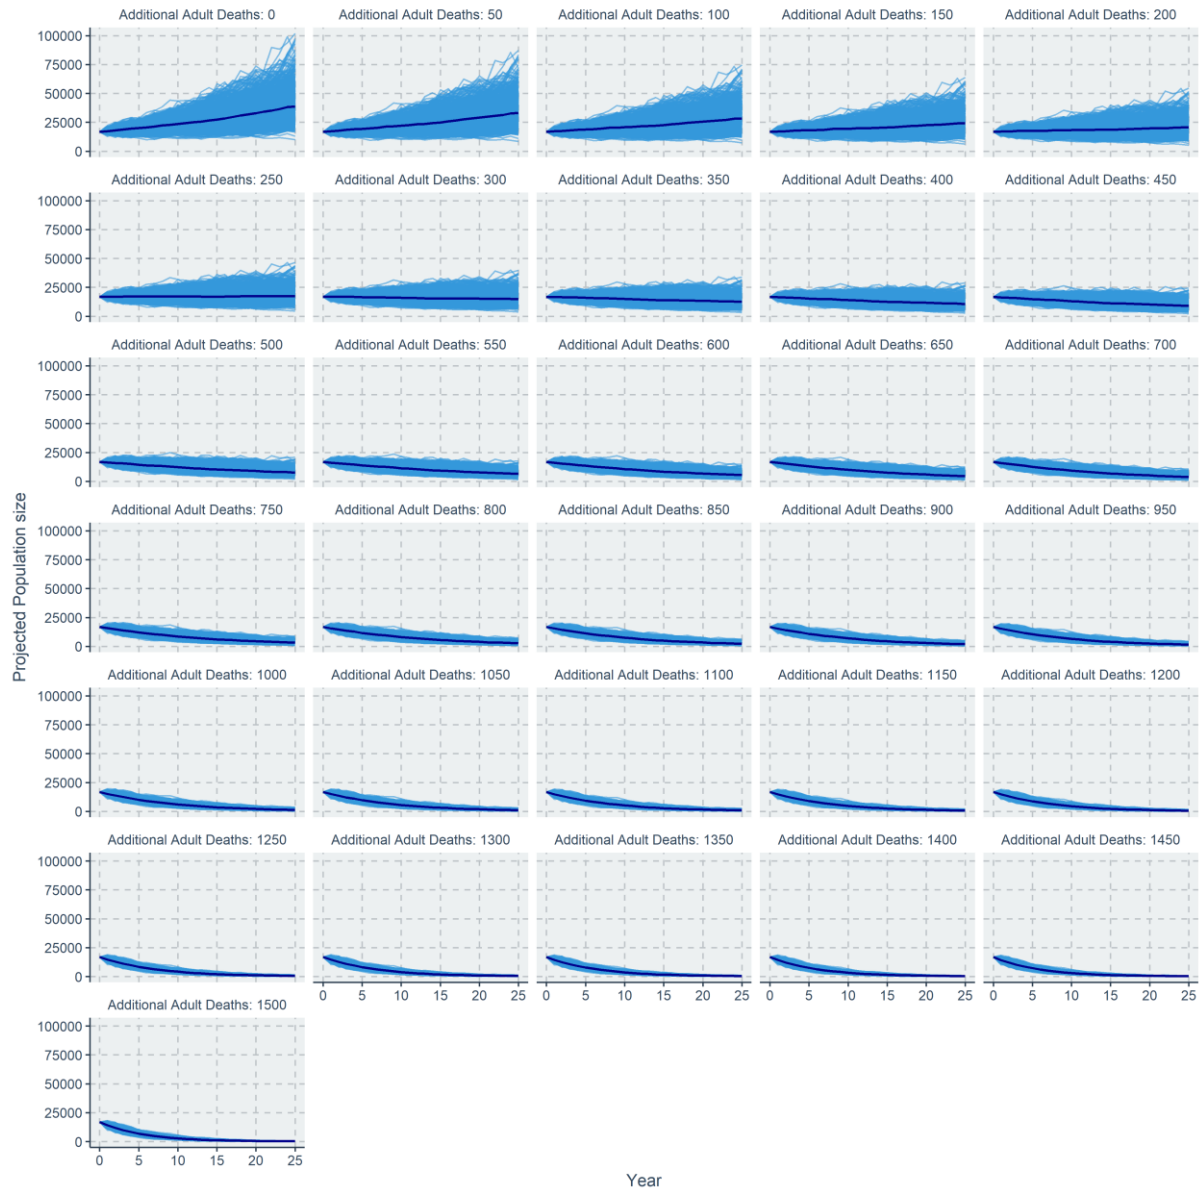 Additional Adult Deaths: 0
Additional Adult Deaths: 50
Additional Adult Deaths: 100
Additional Adult Deaths: 150
Additional Adult Deaths: 200
100000
75000
50000
25000
0
Additional Adult Deaths: 250
Additional Adult Deaths: 300
Additional Adult Deaths: 350
Additional Adult Deaths: 400
Additional Adult Deaths: 450
100000
75000
50000
25000
0
Additional Adult Deaths: 500
Additional Adult Deaths: 550
Additional Adult Deaths: 600
Additional Adult Deaths: 650
Additional Adult Deaths: 700
100000
75000
50000
25000
0
Projected Population size
Additional Adult Deaths: 750
Additional Adult Deaths: 800
Additional Adult Deaths: 850
Additional Adult Deaths: 900
Additional Adult Deaths: 950
100000
75000
50000
25000
0
Additional Adult Deaths: 1000
Additional Adult Deaths: 1050
Additional Adult Deaths: 1100
Additional Adult Deaths: 1150
Additional Adult Deaths: 1200
100000
75000
50000
25000
0
Additional Adult Deaths: 1250
Additional Adult Deaths: 1300
Additional Adult Deaths: 1350
Additional Adult Deaths: 1400
Additional Adult Deaths: 1450
100000
75000
50000
25000
0
0 5 10 15 20 25
0 5 10 15 20 25
0 5 10 15 20 25
0 5 10 15 20 25
Additional Adult Deaths: 1500
100000
75000
50000
25000
0
0 5 10 15 20 25
Year